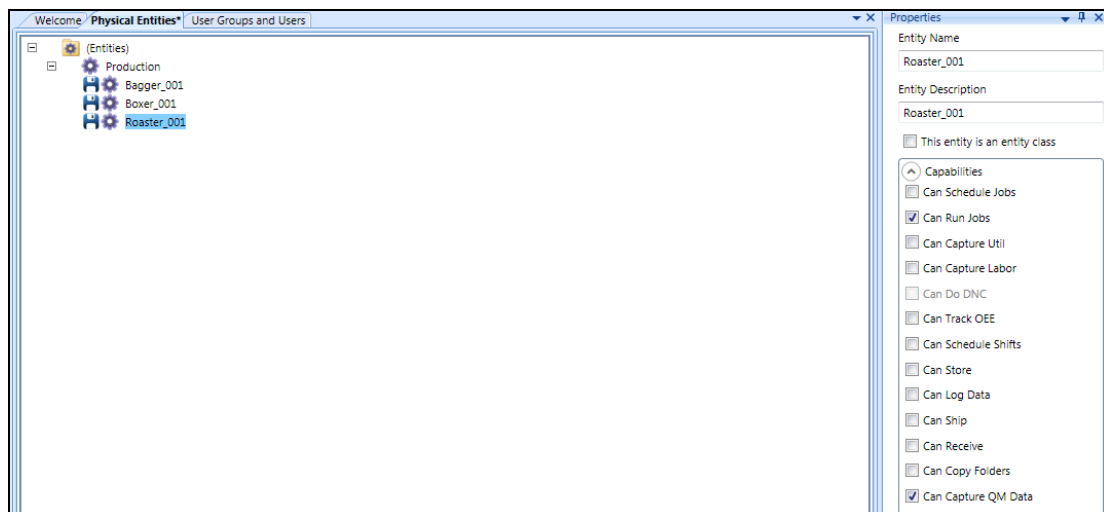 Welcome Physical Entities* User Groups and Users
(Entities)
Production
Bagger_001
Boxer_001
Roaster_001
Properties
Entity Name
Roaster_001
Entity Description
Roaster_001
This entity is an entity class
Capabilities
Can Schedule Jobs
Can Run Jobs
Can Capture Util
Can Capture Labor
Can Do DNC
Can Track OEE
Can Schedule Shifts
Can Store
Can Log Data
Can Ship
Can Receive
Can Copy Folders
Can Capture QM Data